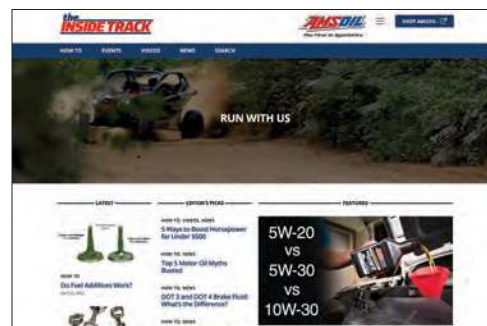 the
INSIDE TRACK
AMSOIL
The First in Synthetics
SHOP AMSOIL
HOW TO EVENTS VIDEOS NEWS SEARCH
RUN WITH US
LATEST
EDITOR'S PICKS
FEATURED
HOW TO
Do Fuel Additives Work?
HOW TO, VIDEOS, NEWS
5 Ways to Boost Horsepower
for Under $500
HOW TO, NEWS
Top 5 Motor Oil Myths
Busted
HOW TO, NEWS
DOT 3 and DOT 4 Brake Fluid:
What's the Difference?
HOW TO, NEWS
5W-20
vs
5W-30
vs
10W-30